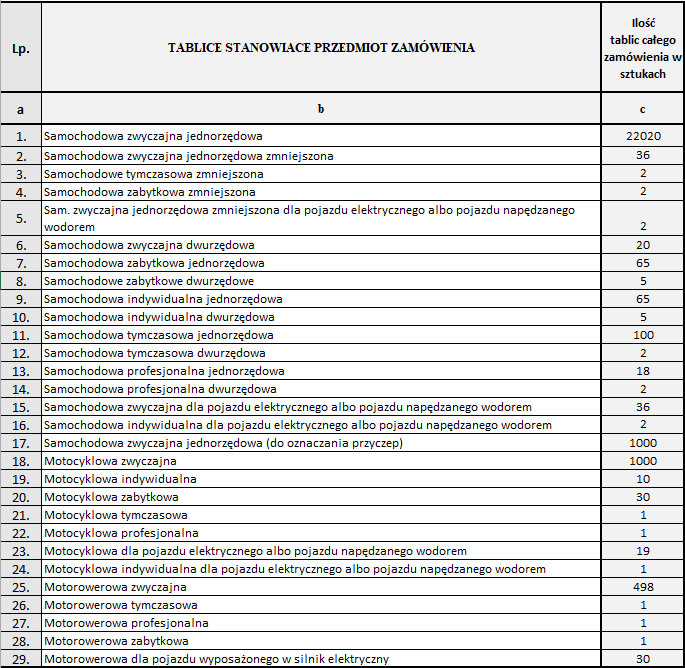 Lp.
TABLICE STANOWIACE PRZEDMIOT ZAMÓWIENIA
Ilość
tablic całego
zamówienia w
sztukach
a
b
c
1. Samochodowa zwyczajna jednorzędowa 22020
2. Samochodowa zwyczajna jednorzędowa zmniejszona 36
3. Samochodowe tymczasowa zmniejszona 2
4. Samochodowa zabytkowa zmniejszona 2
5. Sam. zwyczajna jednorzędowa zmniejszona dla pojazdu elektrycznego albo pojazdu napędzanego
wodorem 2
6. Samochodowa zwyczajna dwurzędowa 20
7. Samochodowa zabytkowa jednorzędowa 65
8. Samochodowe zabytkowe dwurzędowe 5
9. Samochodowa indywidualna jednorzędowa 65
10. Samochodowa indywidualna dwurzędowa 5
11. Samochodowa tymczasowa jednorzędowa 100
12. Samochodowa tymczasowa dwurzędowa 2
13. Samochodowa profesjonalna jednorzędowa 18
14. Samochodowa profesjonalna dwurzędowa 2
15. Samochodowa zwyczajna dla pojazdu elektrycznego albo pojazdu napędzanego wodorem 36
16. Samochodowa indywidualna dla pojazdu elektrycznego albo pojazdu napędzanego wodorem 2
17. Samochodowa zwyczajna jednorzędowa (do oznaczania przyczep) 1000
18. Motocyklowa zwyczajna 1000
19. Motocyklowa indywidualna 10
20. Motocyklowa zabytkowa 30
21. Motocyklowa tymczasowa 1
22. Motocyklowa profesjonalna 1
23. Motocyklowa dla pojazdu elektrycznego albo pojazdu napędzanego wodorem 19
24. Motocyklowa indywidualna dla pojazdu elektrycznego albo pojazdu napędzanego wodorem 1
25. Motorowerowa zwyczajna 498
26. Motorowerowa tymczasowa 1
27. Motorowerowa profesjonalna 1
28. Motorowerowa zabytkowa 1
29. Motorowerowa dla pojazdu wyposażonego w silnik elektryczny 30